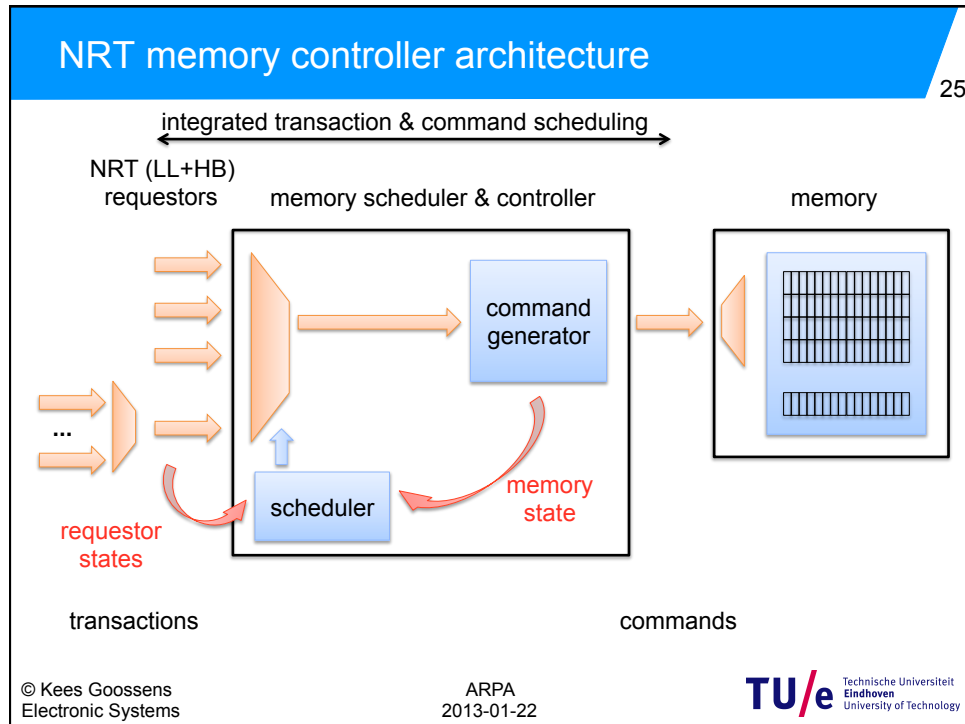 NRT memory controller architecture
25
integrated transaction & command scheduling
NRT (LL+HB)
requestors
memory scheduler & controller
memory
command
generator
...
scheduler
memory
state
requestor
states
transactions
commands
© Kees Goossens
Electronic Systems
ARPA
2013-01-22
TU/e
Technische Universiteit
Eindhoven
University of Technology